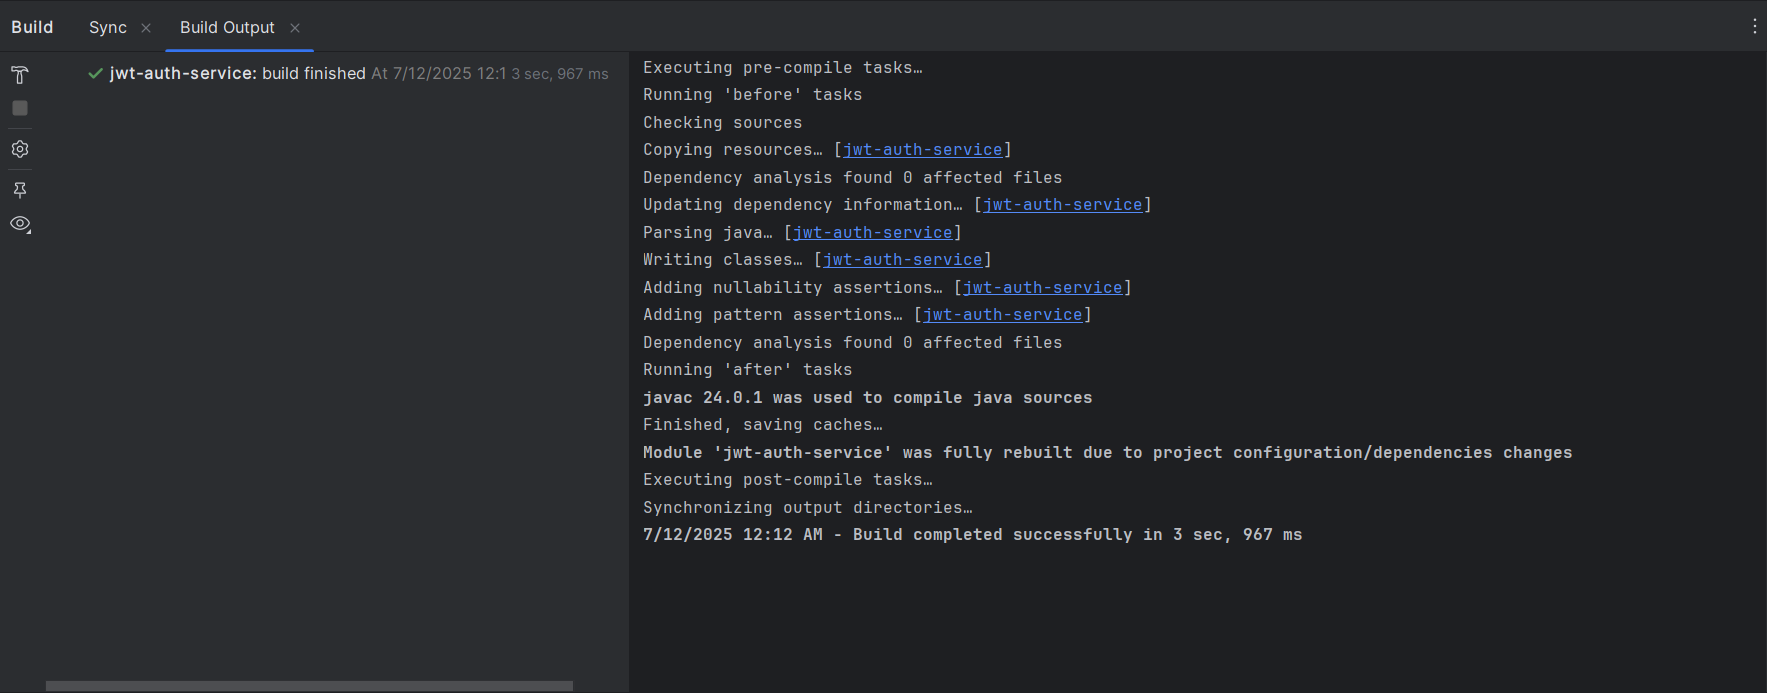 Build Sync Build Output
jwt-auth-service: build finished At 7/12/2025 12:1 3 sec, 967 ms
Executing pre-compile tasks…
Running 'before' tasks
Checking sources
Copying resources… [jwt-auth-service]
Dependency analysis found 0 affected files
Updating dependency information… [jwt-auth-service]
Parsing java… [jwt-auth-service]
Writing classes… [jwt-auth-service]
Adding nullability assertions… [jwt-auth-service]
Adding pattern assertions… [jwt-auth-service]
Dependency analysis found 0 affected files
Running 'after' tasks
javac 24.0.1 was used to compile java sources
Finished, saving caches…
Module 'jwt-auth-service' was fully rebuilt due to project configuration/dependencies changes
Executing post-compile tasks…
Synchronizing output directories…
7/12/2025 12:12 AM - Build completed successfully in 3 sec, 967 ms